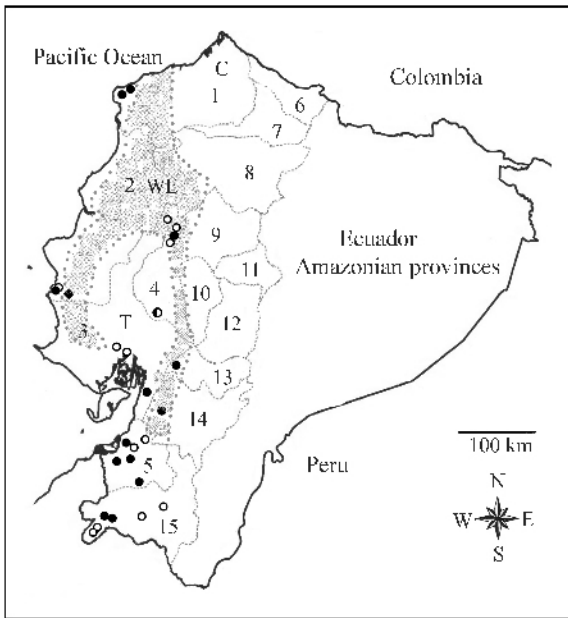 Pacific Ocean
C
Colombia
1
6
7
8
2
WL
9
Ecuador
Amazonian provinces
11
4
10
3
T
12
13
14
100 km
Peru
N
5
W E
15
S